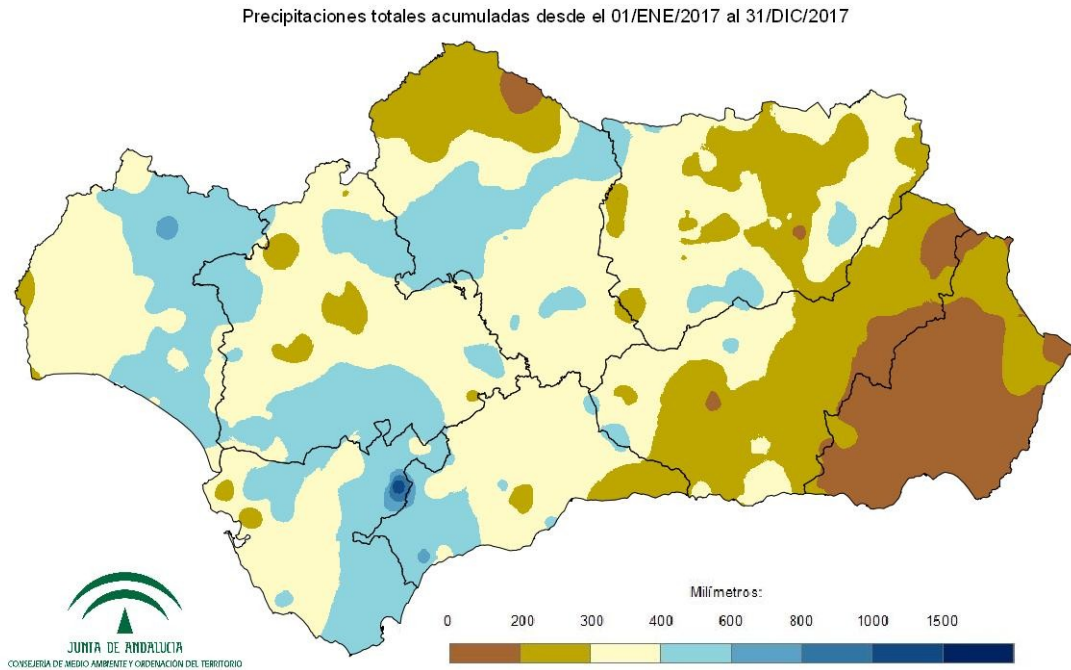 Precipitaciones totales acumuladas desde el 01/ENE/2017 al 31/DIC/2017
Milímetros:
0 200 300 400 600 800 1000 1500
JUNTA DE ANDALUCIA
CONSEJERIA DE MEDIO AMBIENTE Y ORDENACIÓN DEL TERRITORIO